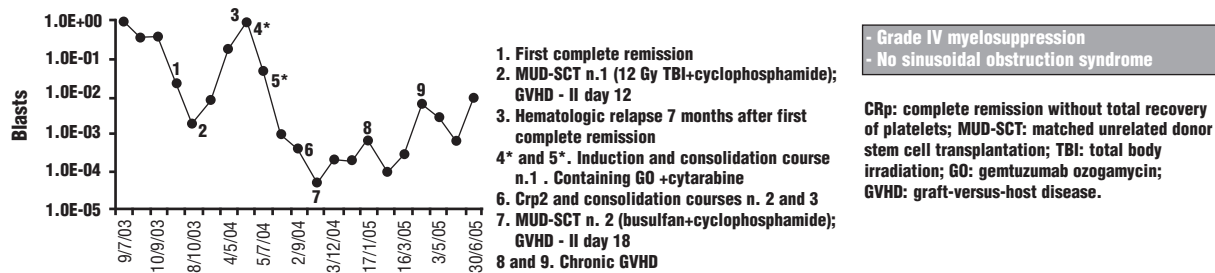 1.0E+00
1.0E-01
1.0E-02
1.0E-03
1.0E-04
1.0E-05
Blasts
1
2
3
4*
5*
6
7
8
9
9/7/03
10/9/03
8/10/03
4/5/04
5/7/04
2/9/04
3/12/04
17/1/05
16/3/05
3/5/05
30/6/05
1. First complete remission
2. MUD-SCT n.1 (12 Gy TBI+cyclophosphamide);
GVHD - II day 12
3. Hematologic relapse 7 months after first
complete remission
4* and 5*. Induction and consolidation course
n.1 . Containing GO +cytarabine
6. Crp2 and consolidation courses n. 2 and 3
7. MUD-SCT n. 2 (busulfan+cyclophosphamide);
GVHD - II day 18
8 and 9. Chronic GVHD
- Grade IV myelosuppression
- No sinusoidal obstruction syndrome
CRp: complete remission without total recovery
of platelets; MUD-SCT: matched unrelated donor
stem cell transplantation; TBI: total body
irradiation; GO: gemtuzumab ozogamycin;
GVHD: graft-versus-host disease.